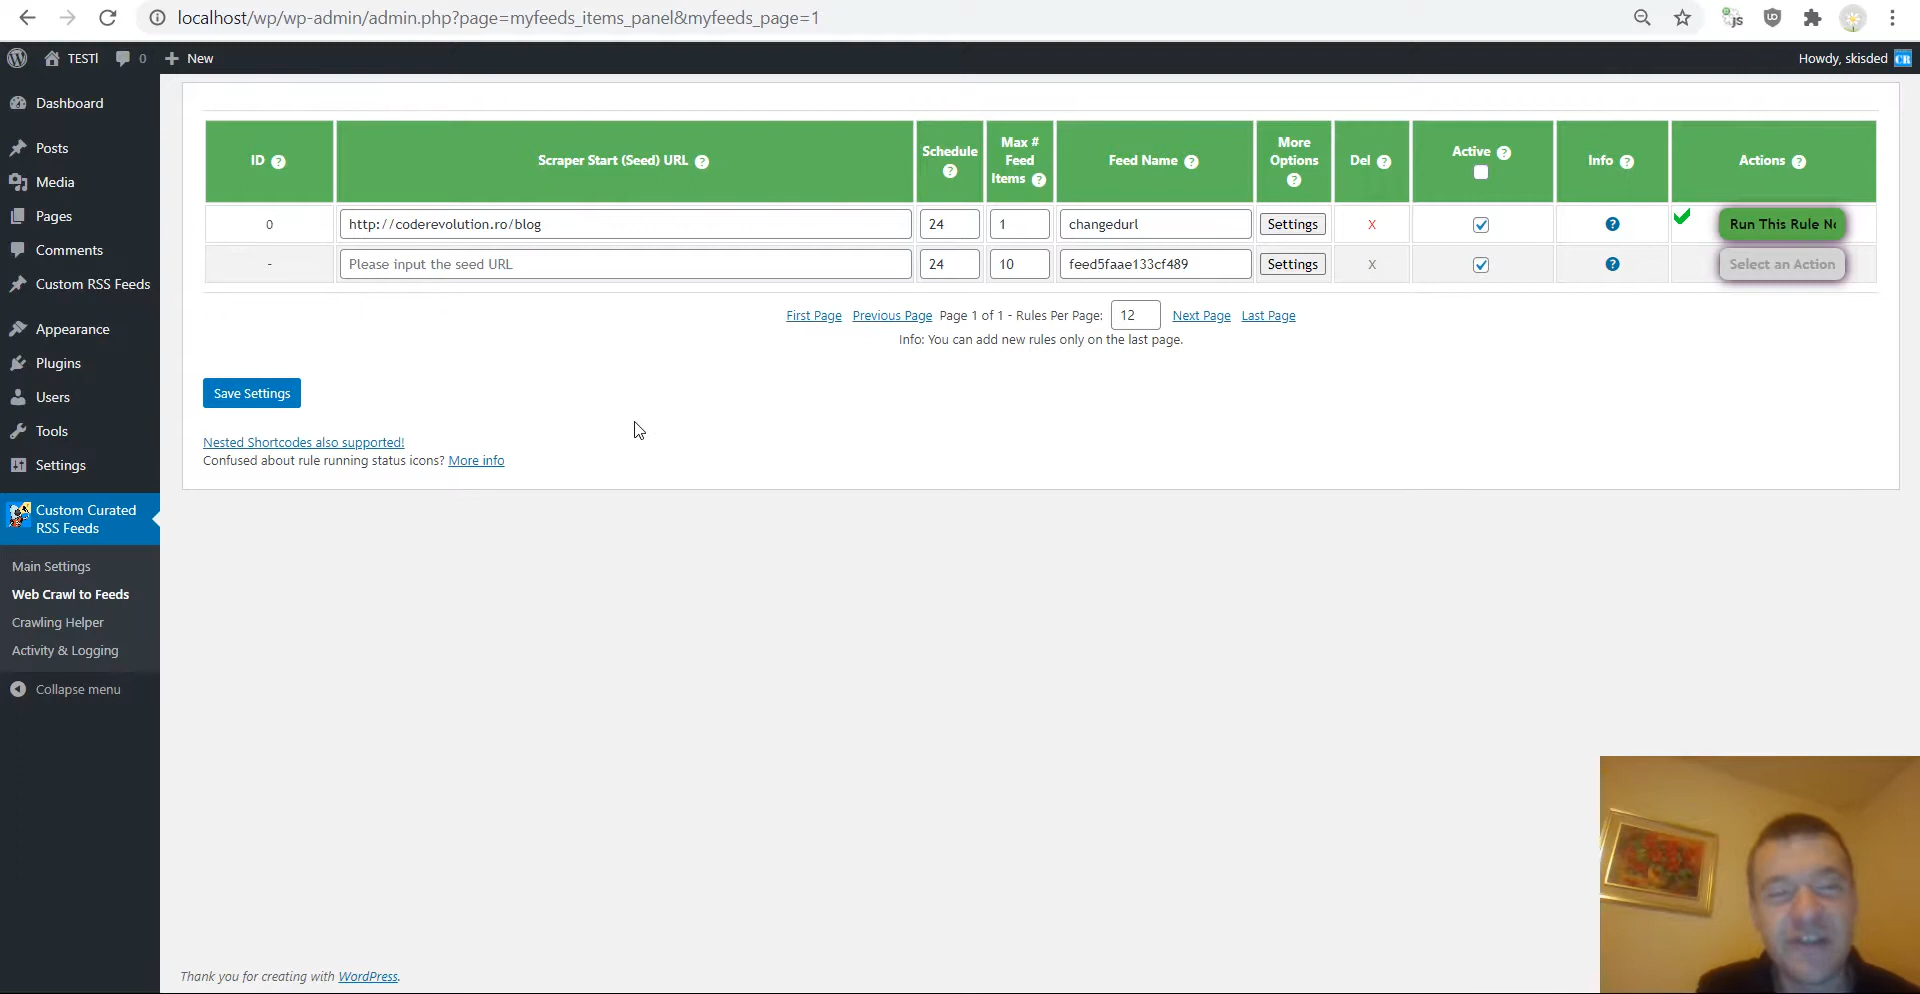 localhost/wp/wp-admin/admin.php?page=myfeeds_items_panel&myfeeds_page=1
TESTl 0 New
Howdy, skisded CR
Dashboard
Posts
Media
Pages
Comments
Custom RSS Feeds
Appearance
Plugins
Users
Tools
Settings
Custom Curated
RSS Feeds
Main Settings
Web Crawl to Feeds
Crawling Helper
Activity & Logging
Collapse menu
ID ?
Scraper Start (Seed) URL ?
Schedule
?
Max #
Feed
Items ?
Feed Name ?
More
Options
?
Del ?
Active ?
Info ?
Actions ?
0 http://coderevolution.ro/blog 24 1 changedurl Settings X ? Run This Rule No
- Please input the seed URL 24 10 feed5faae133cf489 Settings X ? Select an Action
First Page Previous Page Page 1 of 1 - Rules Per Page: 12 Next Page Last Page
Info: You can add new rules only on the last page.
Save Settings
Nested Shortcodes also supported!
Confused about rule running status icons? More info
Thank you for creating with WordPress.